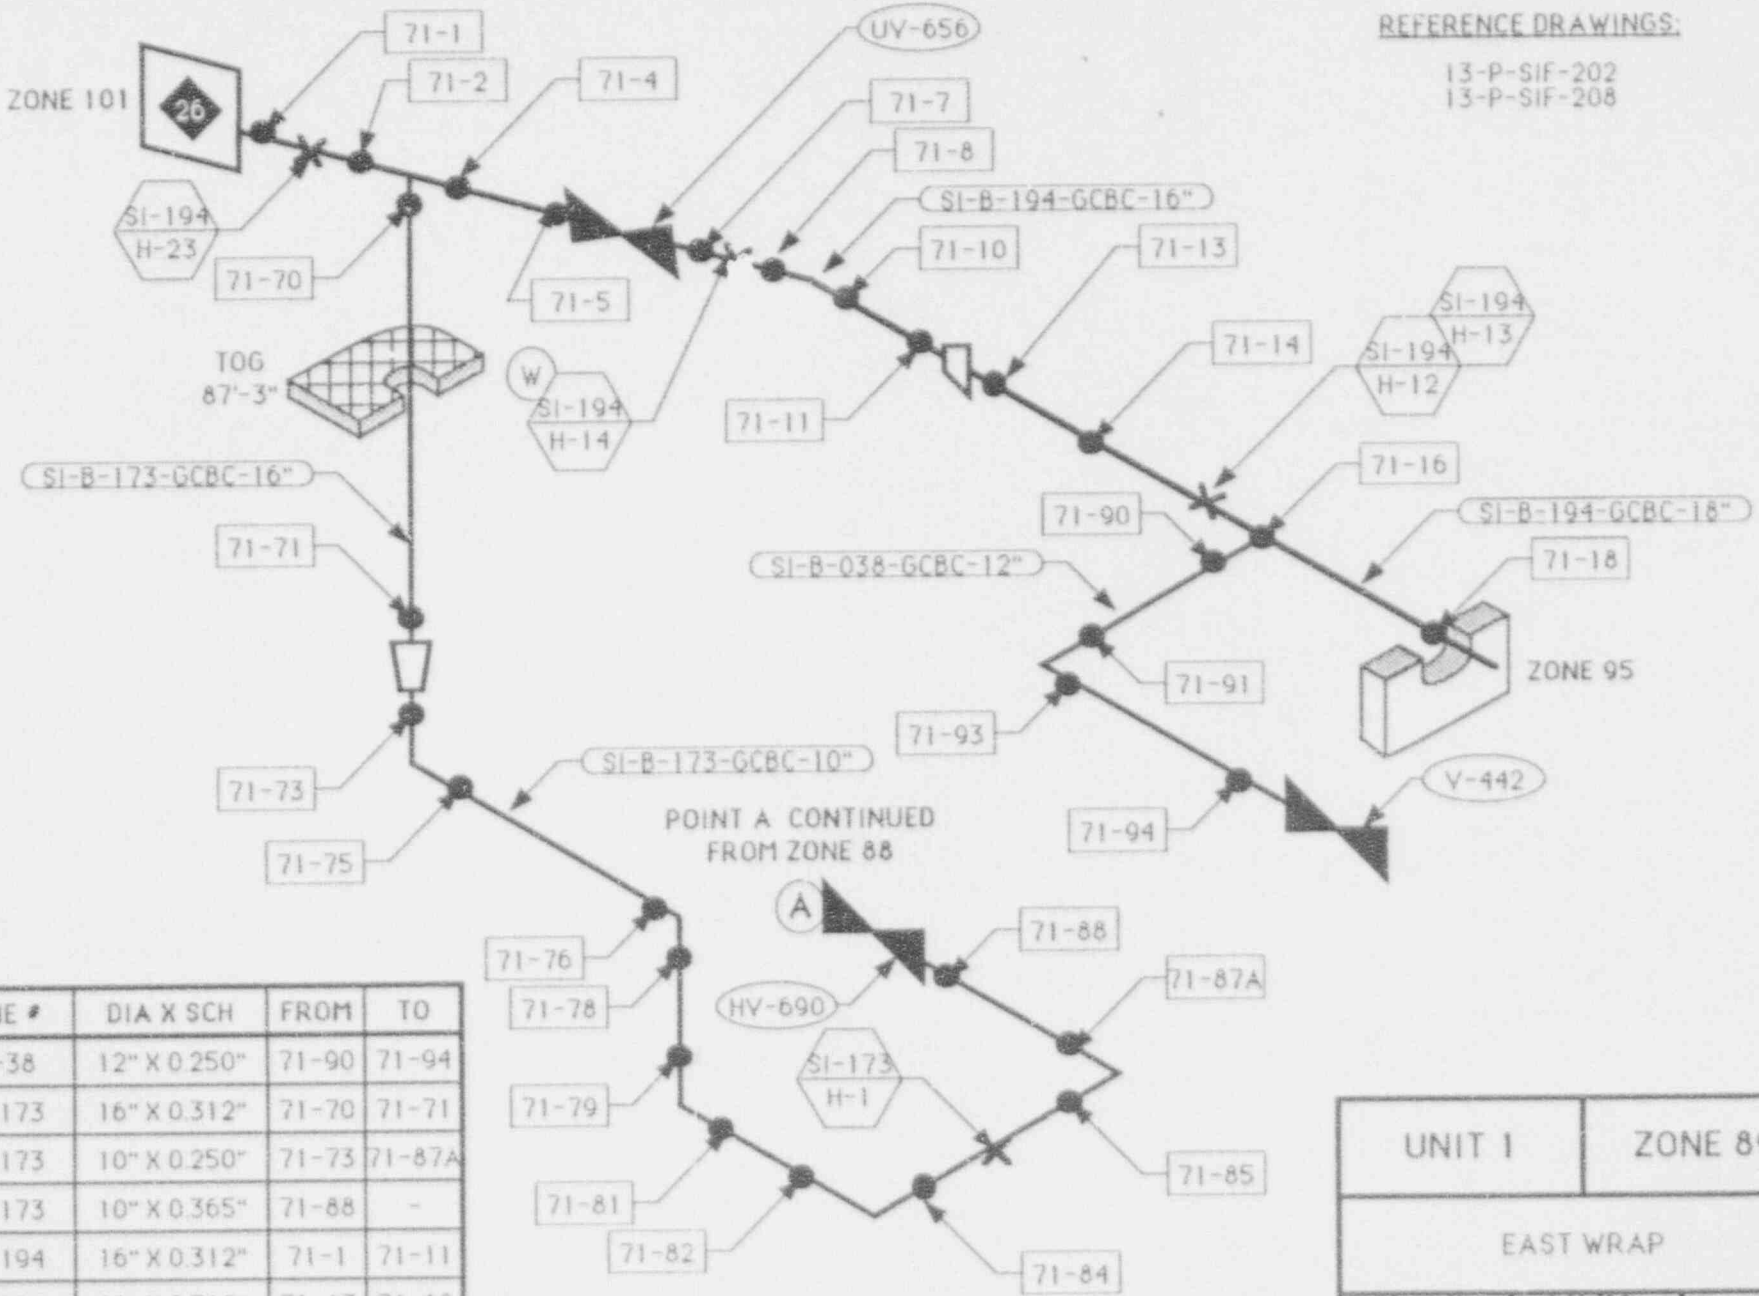 REFERENCE DRAWINGS:
13-P-SIF-202
13-P-SIF-208
ZONE 101
26
71-1
71-2
71-4
UV-656
71-7
71-8
SI-B-194-GCBC-16"
71-10
71-13
SI-194
H-23
71-70
71-5
TOG
87'-3"
W
SI-194
H-14
71-11
71-14
SI-194
H-13
SI-194
H-12
71-16
SI-B-173-GCBC-16"
71-90
SI-B-194-GCBC-18"
71-71
SI-B-038-GCBC-12"
71-18
ZONE 95
71-91
71-93
71-73
SI-B-173-GCBC-10"
V-442
POINT A CONTINUED
FROM ZONE 88
71-94
71-75
A
71-88
71-76
71-87A
71-78
HV-690
SI-173
H-1
71-79
71-85
71-81
71-82
71-84
DIA X SCH FROM TO
38 12" X 0.250" 71-90 71-94
173 16" X 0.312" 71-70 71-71
173 10" X 0.250" 71-73 71-87A
173 10" X 0.365" 71-88 -
194 16" X 0.312" 71-1 71-11
UNIT 1 ZONE
EAST WRAP